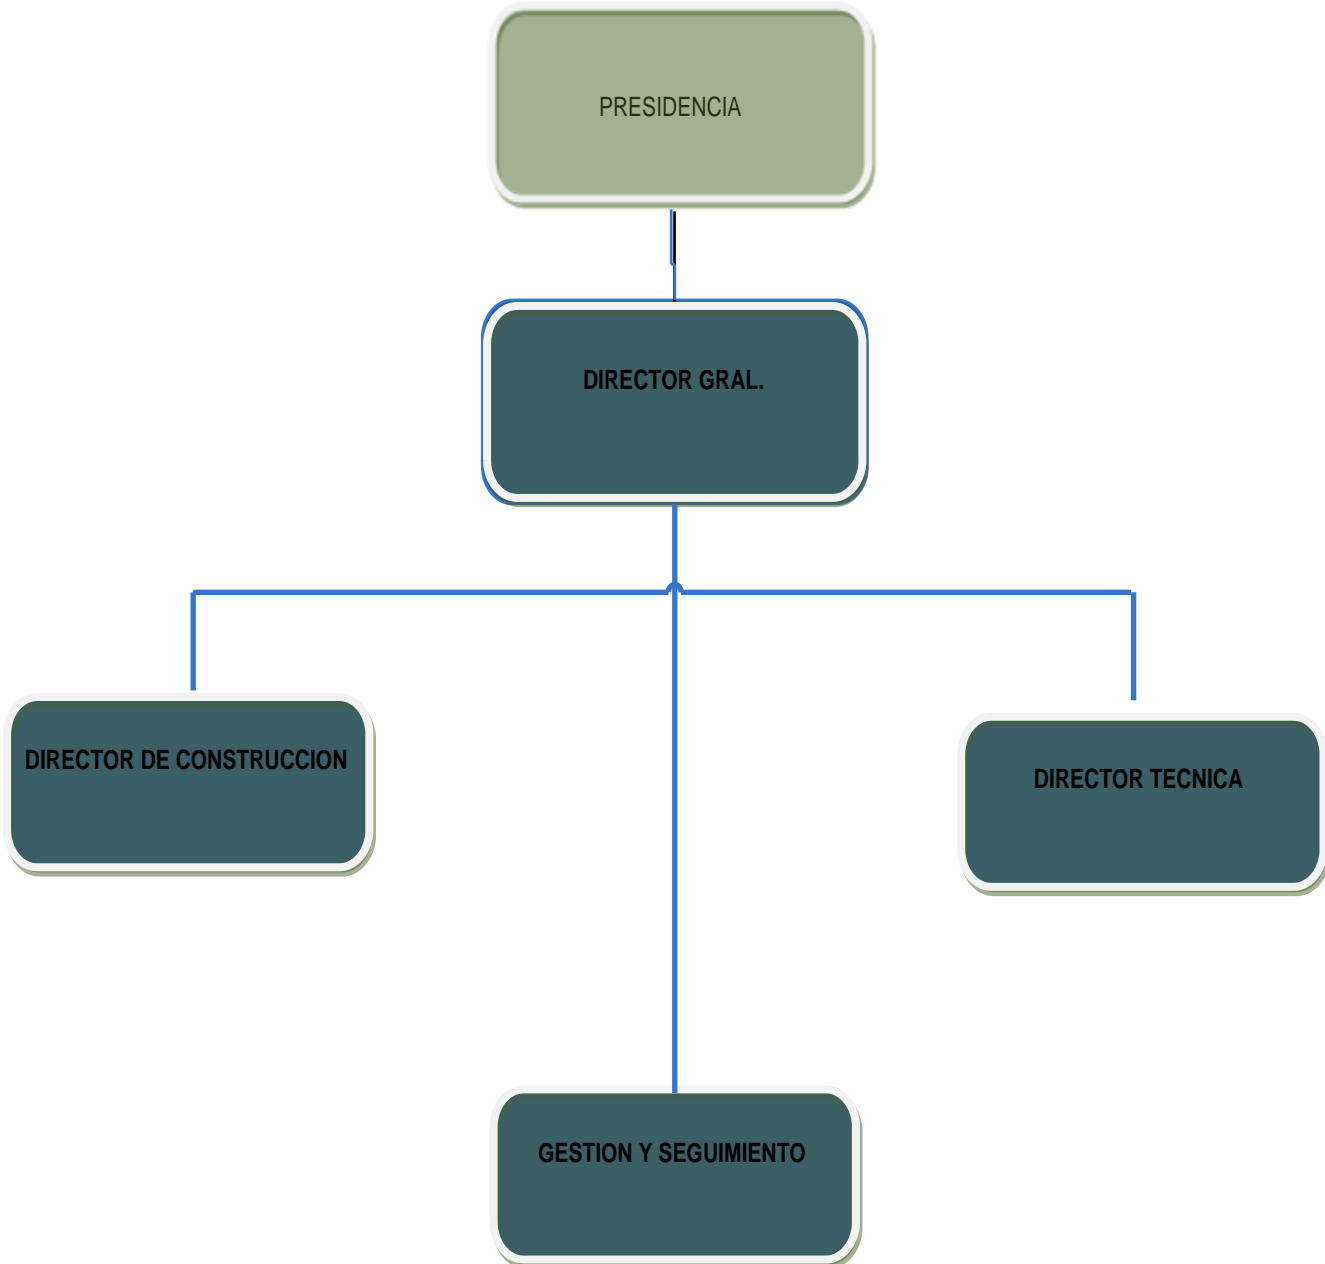 PRESIDENCIA
DIRECTOR GRAL.
DIRECTOR DE CONSTRUCCION
DIRECTOR TECNICA
GESTION Y SEGUIMIENTO